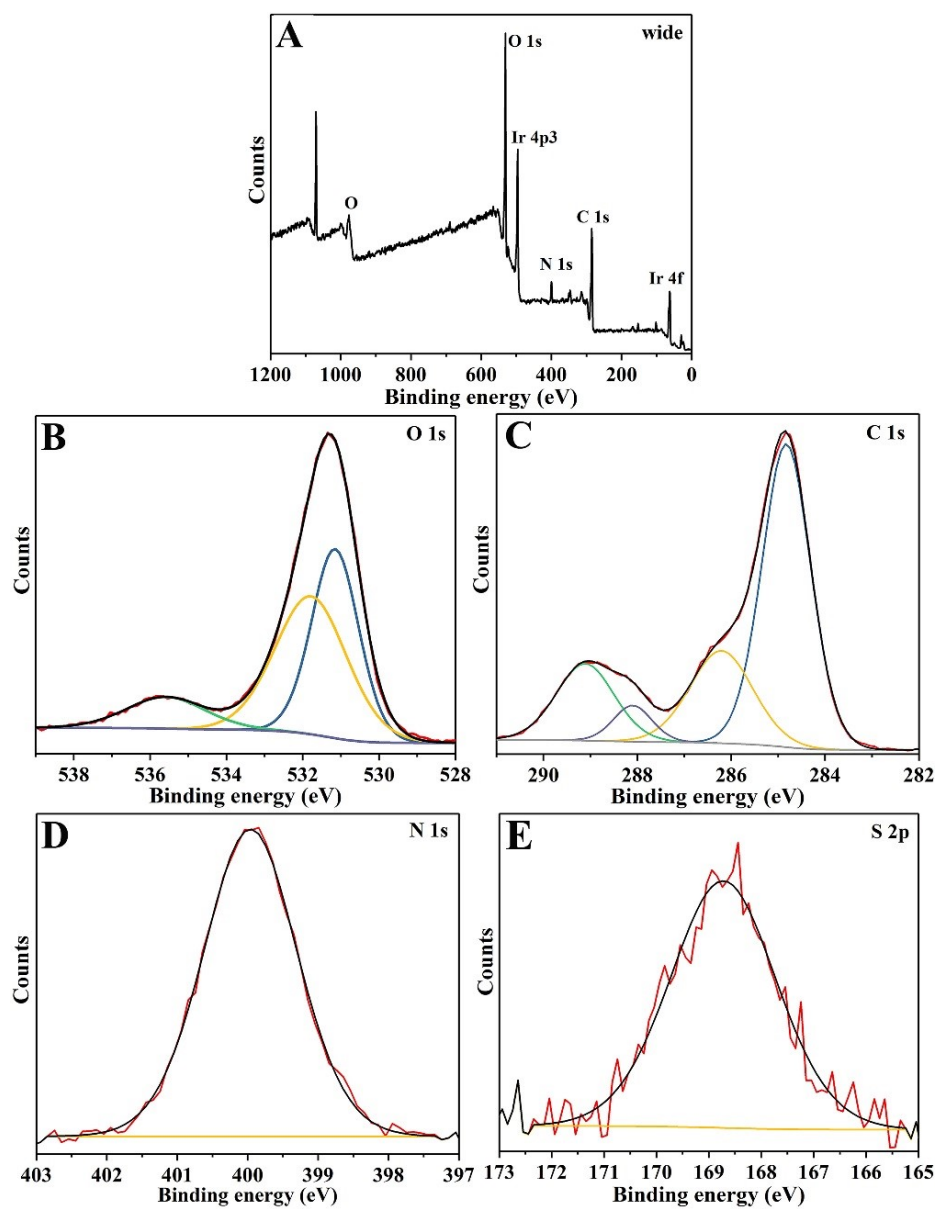 A
wide
O 1s
Ir 4p3
O
C 1s
N 1s
Ir 4f
Counts
1200 1000 800 600 400 200 0
Binding energy (eV)
B
O 1s
Counts
538 536 534 532 530 528
Binding energy (eV)
C
C 1s
Counts
290 288 286 284 282
Binding energy (eV)
D
N 1s
Counts
403 402 401 400 399 398 397
Binding energy (eV)
E
S 2p
Counts
173 172 171 170 169 168 167 166 165
Binding energy (eV)